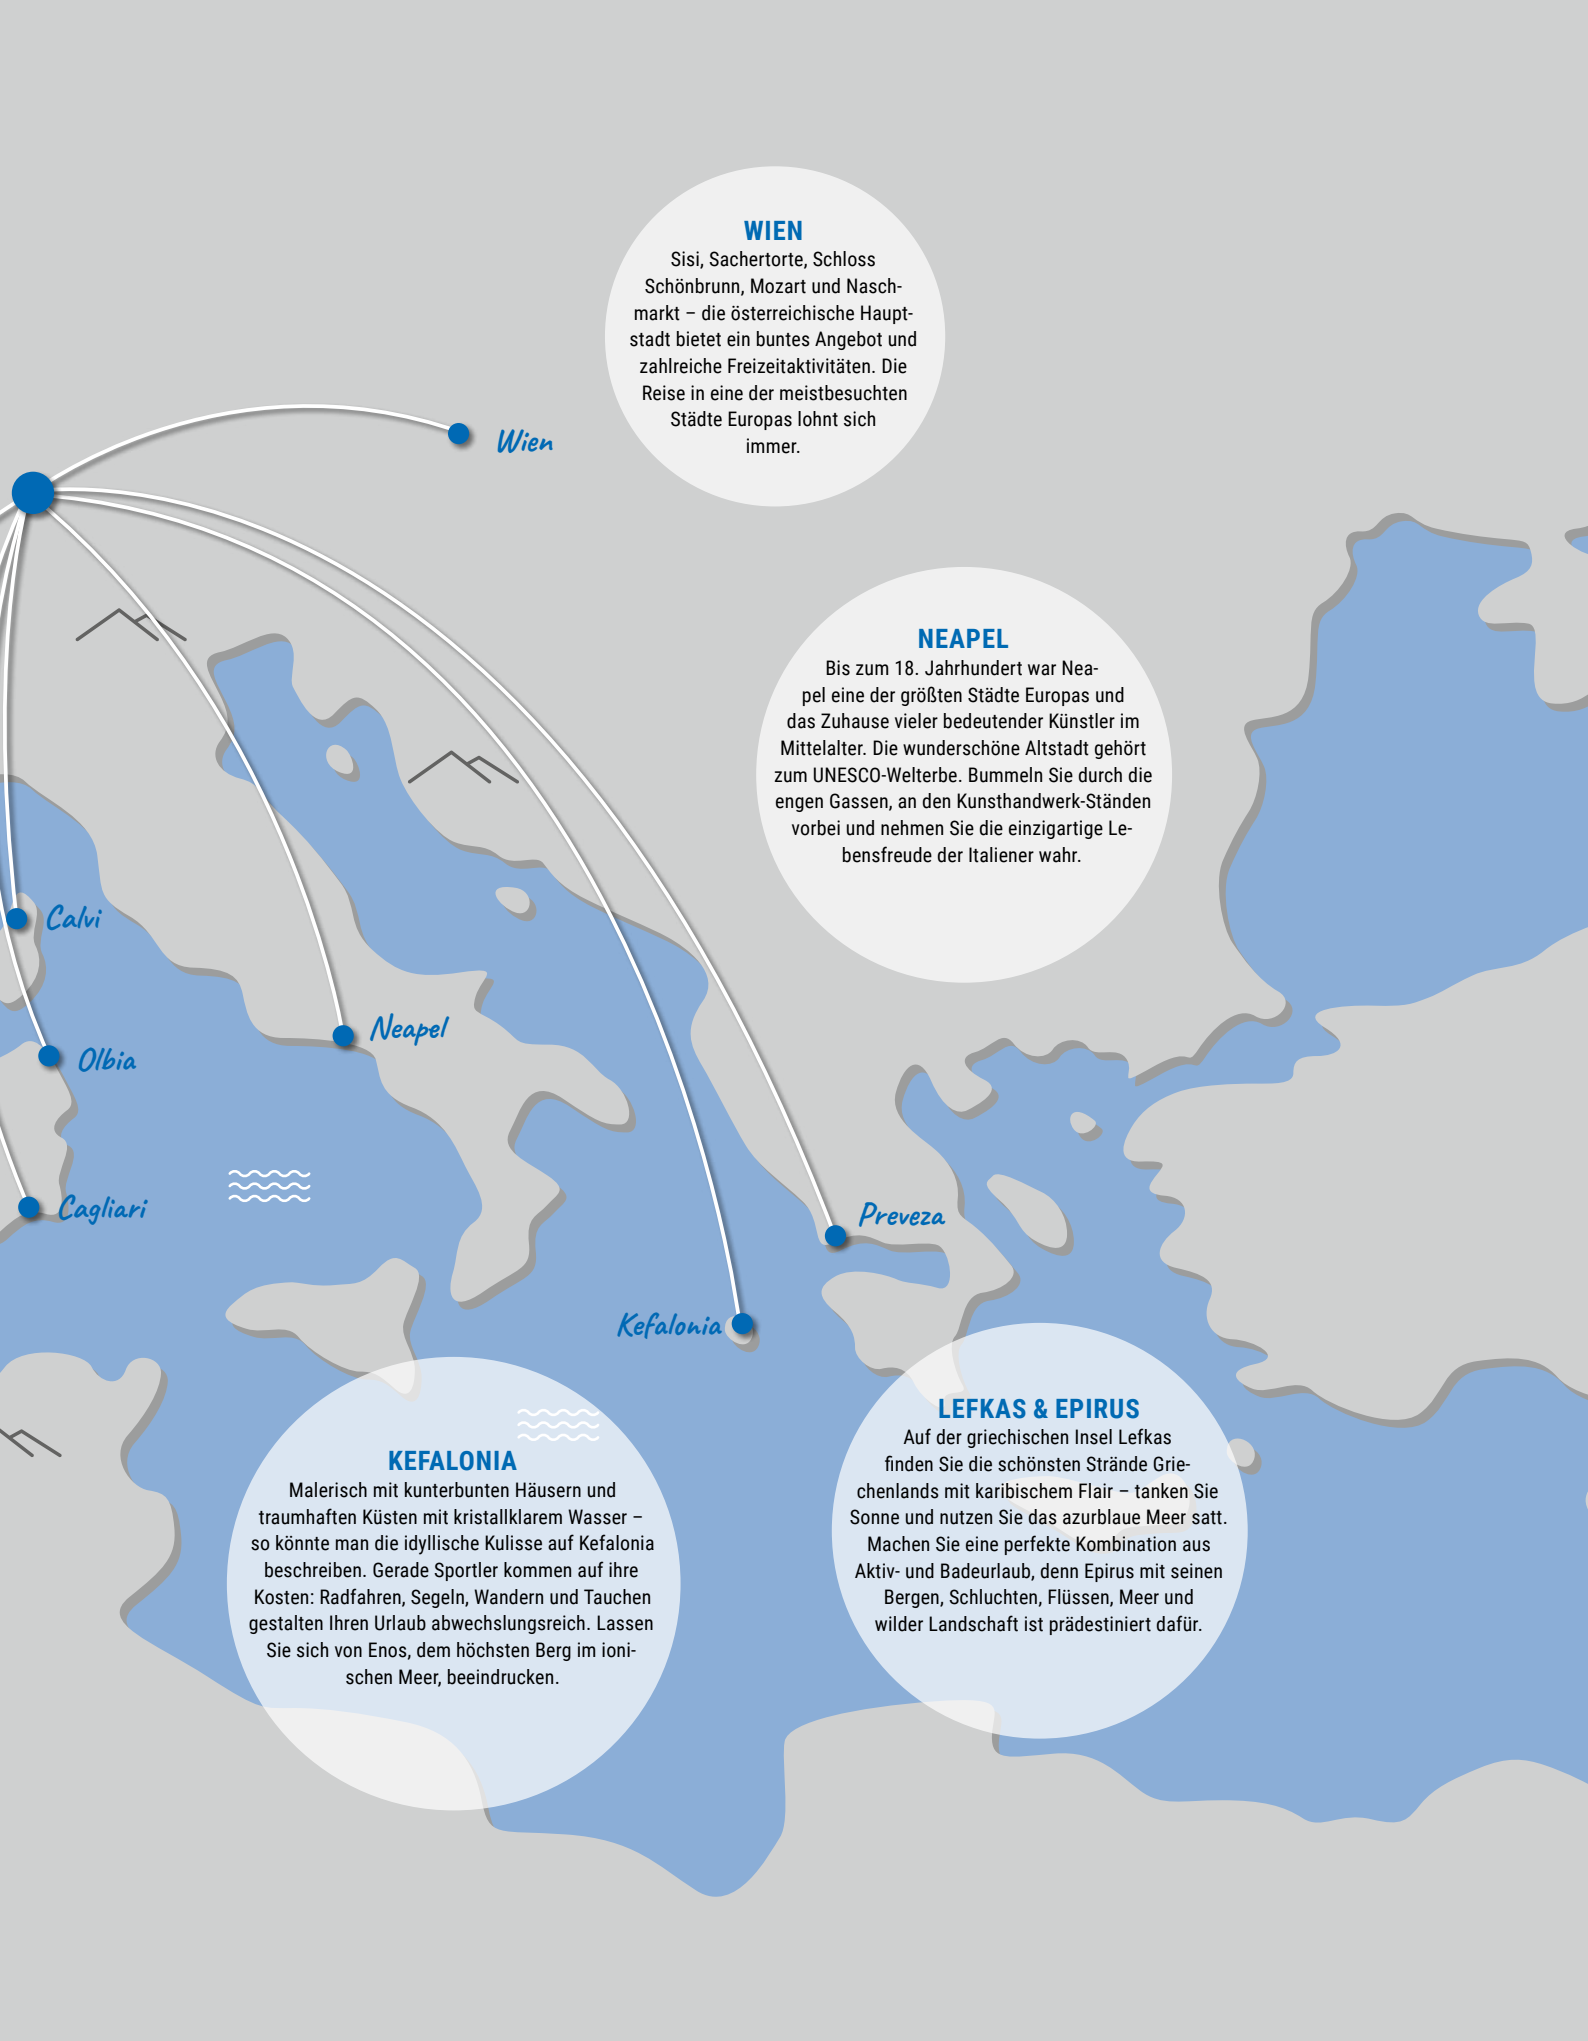 WIEN
Sisi, Sachertorte, Schloss
Schönbrunn, Mozart und Nasch-
markt – die österreichische Haupt-
stadt bietet ein buntes Angebot und
zahlreiche Freizeitaktivitäten. Die
Reise in eine der meistbesuchten
Städte Europas lohnt sich
immer.
Wien
NEAPEL
Bis zum 18. Jahrhundert war Nea-
pel eine der größten Städte Europas und
das Zuhause vieler bedeutender Künstler im
Mittelalter. Die wunderschöne Altstadt gehört
zum UNESCO-Welterbe. Bummeln Sie durch die
engen Gassen, an den Kunsthandwerk-Ständen
vorbei und nehmen Sie die einzigartige Le-
bensfreude der Italiener wahr.
Calvi
Neapel
Olbia
Cagliari
Preveza
Kefalonia
KEFALONIA
Malerisch mit kunterbunten Häusern und
traumhaften Küsten mit kristallklarem Wasser –
so könnte man die idyllische Kulisse auf Kefalonia
beschreiben. Gerade Sportler kommen auf ihre
Kosten: Radfahren, Segeln, Wandern und Tauchen
gestalten Ihren Urlaub abwechslungsreich. Lassen
Sie sich von Enos, dem höchsten Berg im ioni-
schen Meer, beeindrucken.
LEFKAS & EPIRUS
Auf der griechischen Insel Lefkas
finden Sie die schönsten Strände Grie-
chenlands mit karibischem Flair – tanken Sie
Sonne und nutzen Sie das azurblaue Meer satt.
Machen Sie eine perfekte Kombination aus
Aktiv- und Badeurlaub, denn Epirus mit seinen
Bergen, Schluchten, Flüssen, Meer und
wilder Landschaft ist prädestiniert dafür.